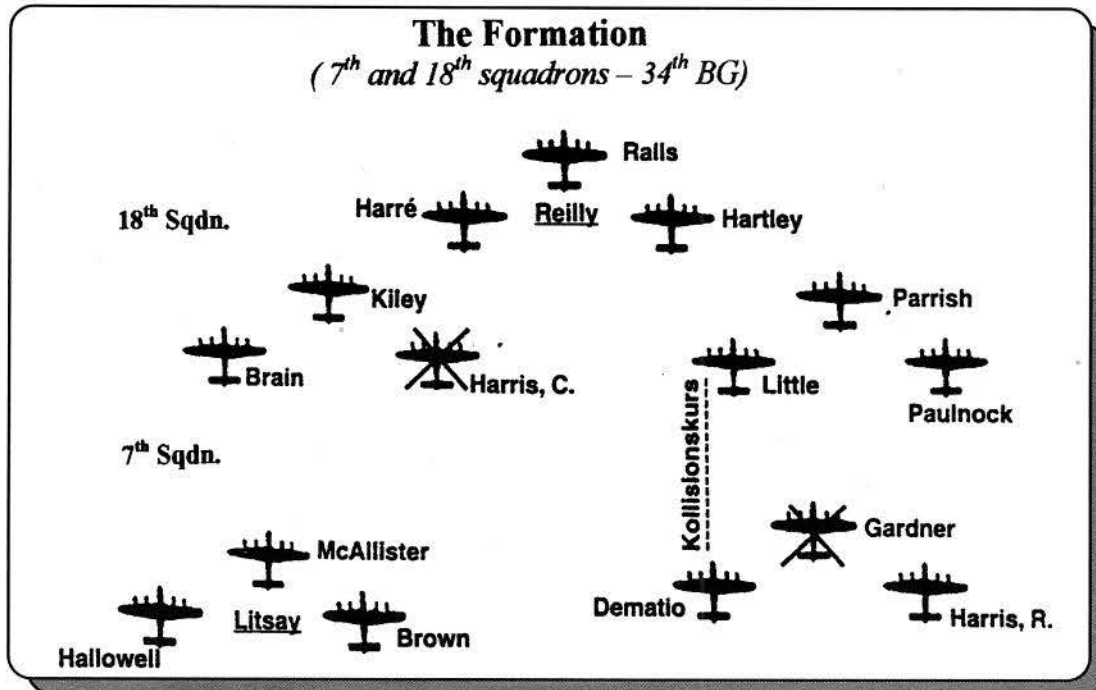 The Formation
( 7th and 18th squadrons – 34th BG)
Ralls
Harré
Reilly
Hartley
18th Sqdn.
Kiley
Parrish
Brain
Harris, C.
Little
Paulnock
7th Sqdn.
Kollisionskurs
Gardner
McAllister
Dematio
Harris, R.
Litsay
Brown
Hallowell